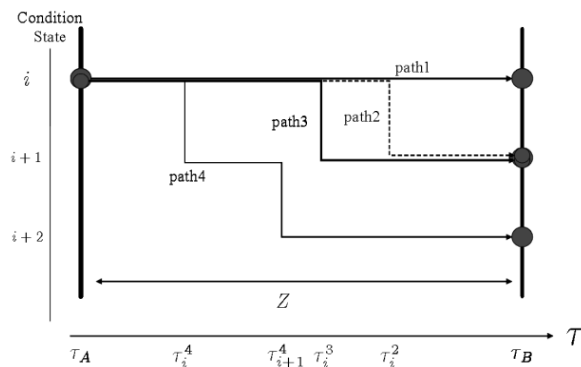 Condition
State
i
path1
path3
path2
i+1
path4
i+2
Z
τ
τ_A τ_i^4 τ_{i+1}^4 τ_i^3 τ_i^2 τ_B